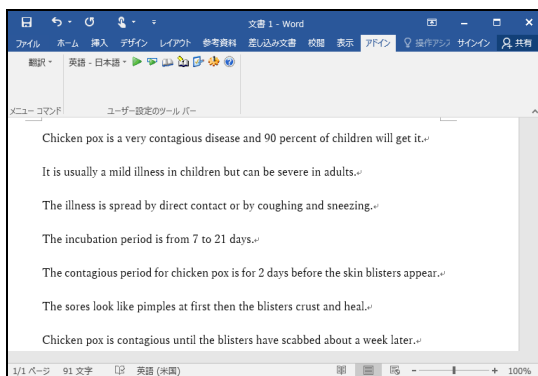 文書 1 - Word
ファイル ホーム 挿入 デザイン レイアウト 参考資料 差し込み文書 校閲 表示 アドイン 操作アシス サインイン 共有
翻訳 英語 - 日本語
メニュー コマンド ユーザー設定のツール バー
Chicken pox is a very contagious disease and 90 percent of children will get it.↵
It is usually a mild illness in children but can be severe in adults.↵
The illness is spread by direct contact or by coughing and sneezing.↵
The incubation period is from 7 to 21 days.↵
The contagious period for chicken pox is for 2 days before the skin blisters appear.↵
The sores look like pimples at first then the blisters crust and heal.↵
Chicken pox is contagious until the blisters have scabbed about a week later.↵
1/1 ページ 91 文字 英語 (米国) 100%